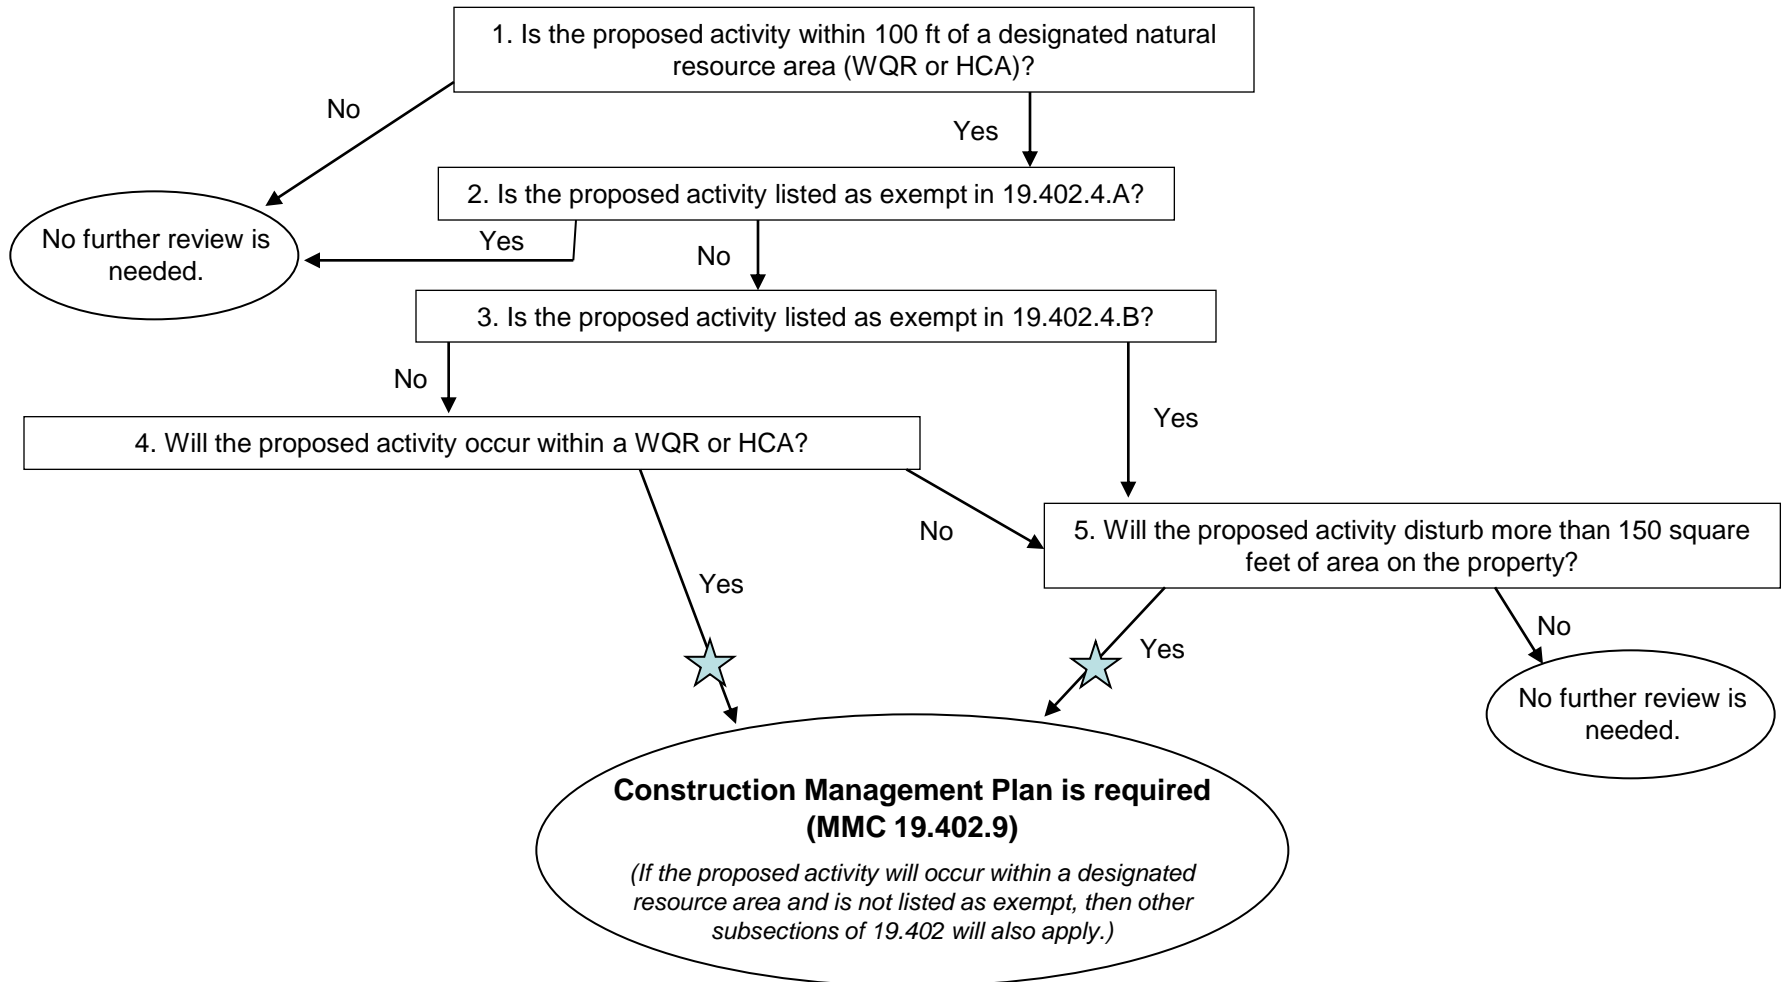 1. Is the proposed activity within 100 ft of a designated natural
resource area (WQR or HCA)?
No
Yes
2. Is the proposed activity listed as exempt in 19.402.4.A?
No further review is
needed.
Yes
No
3. Is the proposed activity listed as exempt in 19.402.4.B?
No
Yes
4. Will the proposed activity occur within a WQR or HCA?
No
5. Will the proposed activity disturb more than 150 square
feet of area on the property?
Yes
Yes
No
No further review is
needed.
Construction Management Plan is required
(MMC 19.402.9)
(If the proposed activity will occur within a designated
resource area and is not listed as exempt, then other
subsections of 19.402 will also apply.)